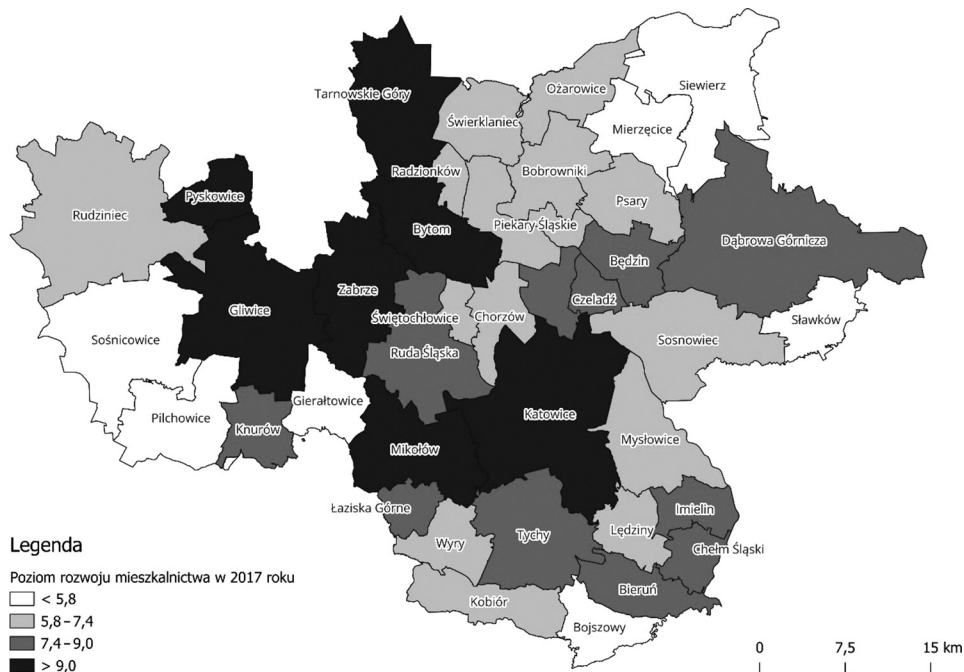 Tarnowskie Góry
Ożarowice
Siewierz
Świerklaniec
Mierzęcice
Radzionków
Bobrowniki
Pyskowice
Psary
Rudziniec
Bytom
Piekary-Śląskie
Dąbrowa Górnicza
Będzin
Zabrze
Czeladź
Gliwice
Świętochłowice
Chorzów
Sławków
Sośnicowice
Sosnowiec
Ruda Śląska
Gierałtowice
Pilchowice
Katowice
Knurów
Mysłowice
Mikołów
Łaziska Górne
Imielin
Lędziny
Tychy
Wyry
Chełm Śląski
Bieruń
Kobiór
Bojszowy
Legenda
Poziom rozwoju mieszkalnictwa w 2017 roku
< 5,8
5,8–7,4
7,4–9,0
> 9,0
0 7,5 15 km